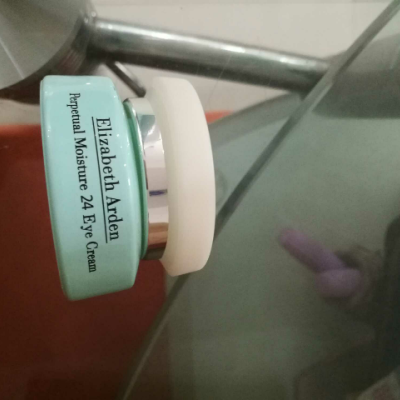 Elizabeth Arden
Perpetual Moisture 24 Eye Cream